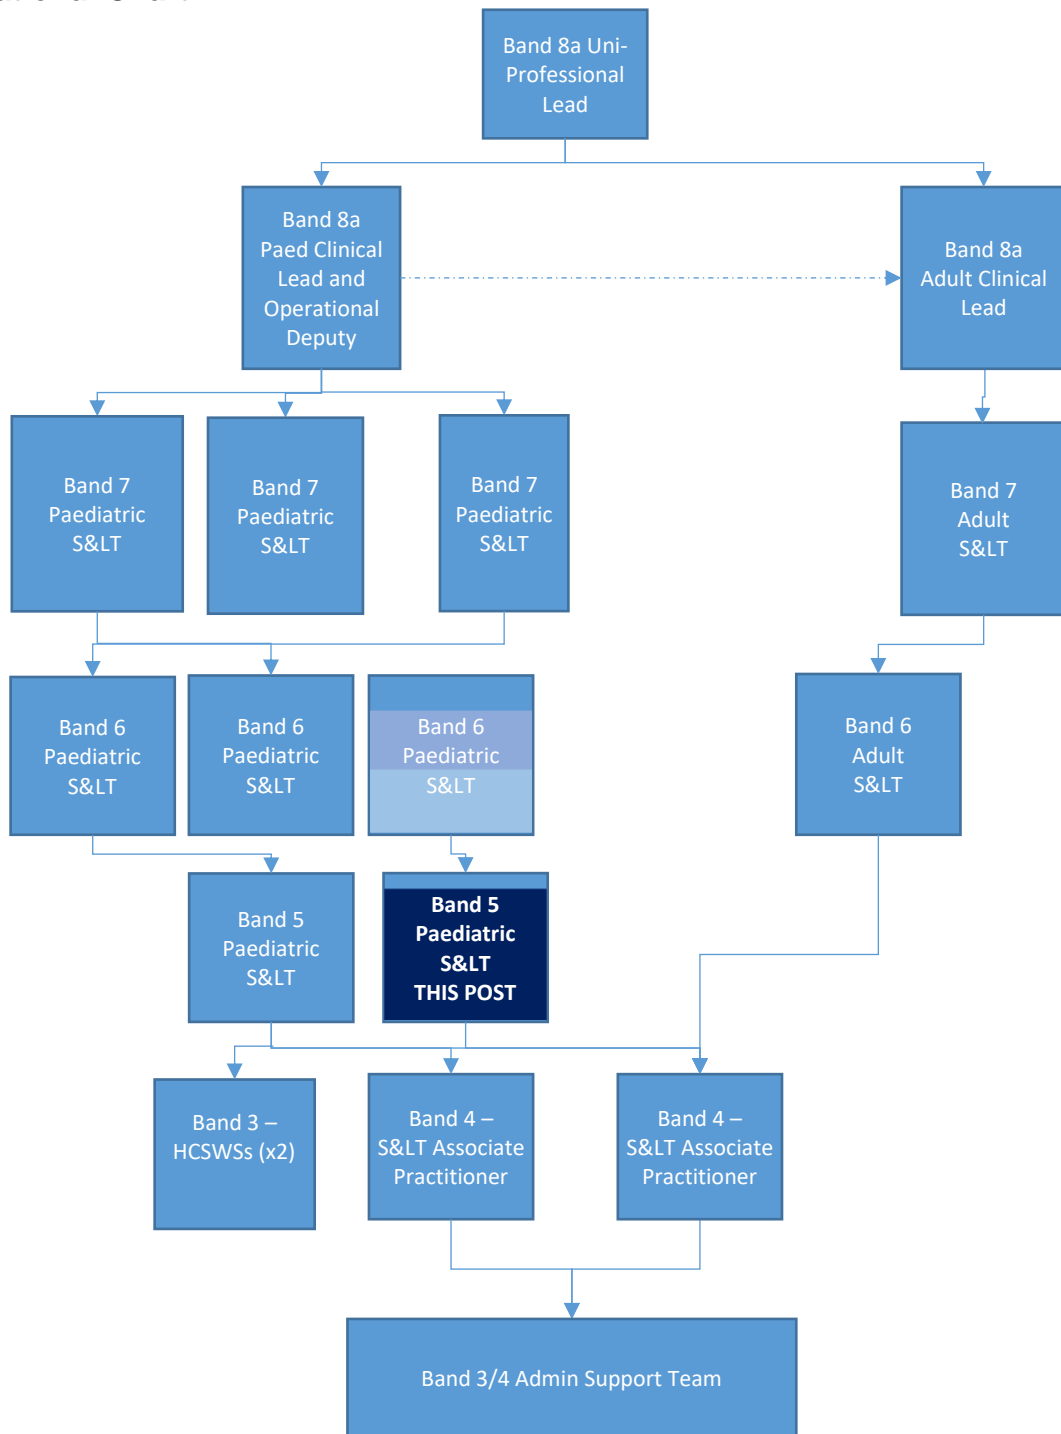 Band 8a Uni-
Professional
Lead
Band 8a
Paed Clinical
Lead and
Operational
Deputy
Band 8a
Adult Clinical
Lead
Band 7
Paediatric
S&LT
Band 7
Paediatric
S&LT
Band 7
Paediatric
S&LT
Band 7
Adult
S&LT
Band 6
Paediatric
S&LT
Band 6
Paediatric
S&LT
Band 6
Paediatric
S&LT
Band 6
Adult
S&LT
Band 5
Paediatric
S&LT
Band 5
Paediatric
S&LT
THIS POST
Band 3 –
HCSWSs (x2)
Band 4 –
S&LT Associate
Practitioner
Band 4 –
S&LT Associate
Practitioner
Band 3/4 Admin Support Team